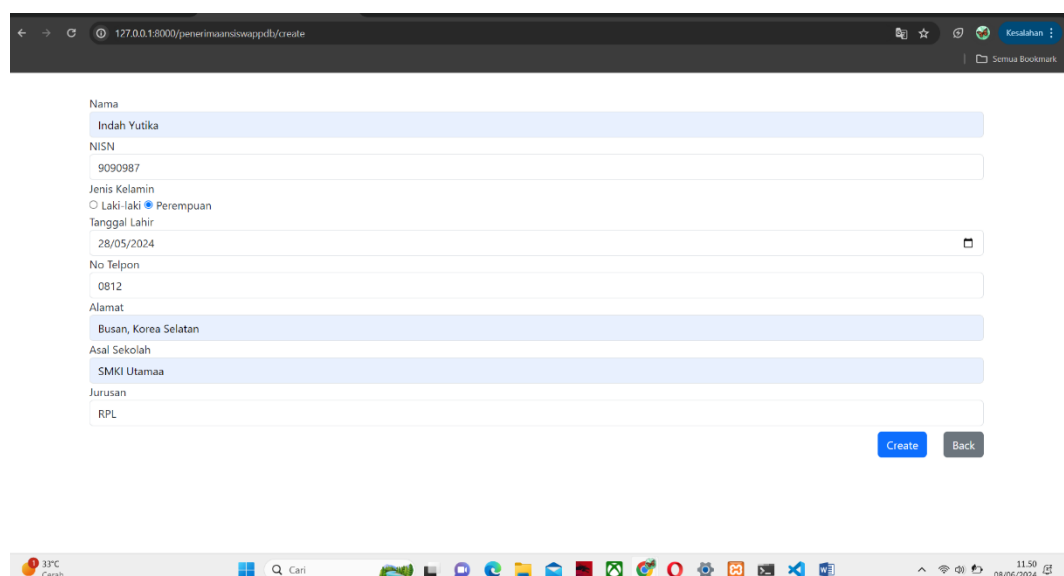 127.0.0.1:8000/penerimaansiswappdb/create
Kesalahan
Semua Bookmark
Nama
Indah Yutika
NISN
9090987
Jenis Kelamin
Laki-laki Perempuan
Tanggal Lahir
28/05/2024
No Telpon
0812
Alamat
Busan, Korea Selatan
Asal Sekolah
SMKI Utamaa
Jurusan
RPL
Create Back
1 33°C Cari 11.50
Cerah 08/06/2024